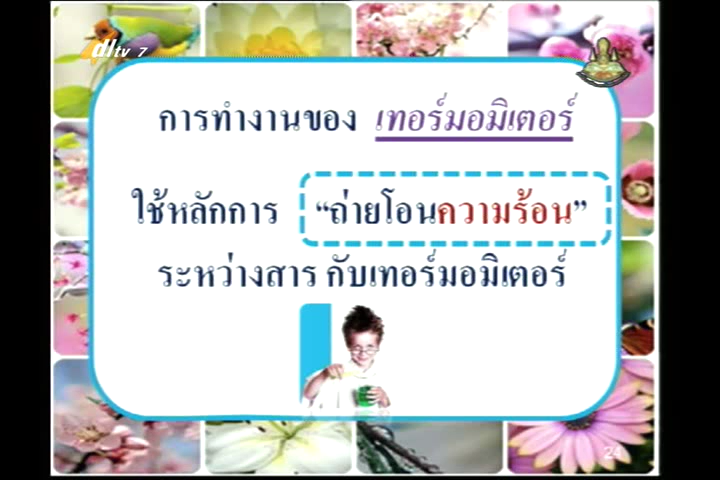 dltv 7
การทำงานของ เทอร์มอมิเตอร์
ใช้หลักการ “ถ่ายโอนความร้อน”
ระหว่างสาร กับเทอร์มอมิเตอร์
24